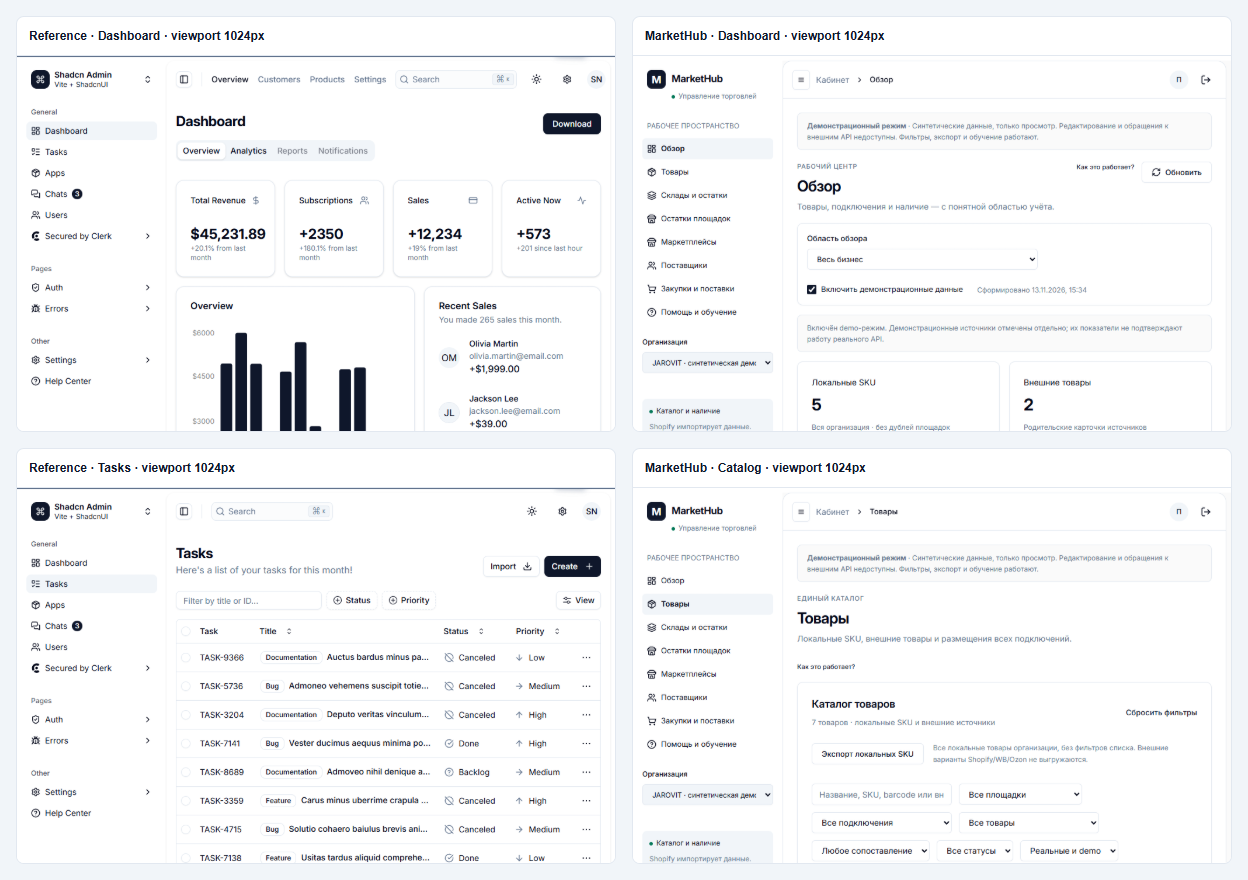 Reference · Dashboard · viewport 1024px
Shadcn Admin
Vite + ShadcnUI
General
Dashboard
Tasks
Apps
Chats 3
Users
Secured by Clerk
Pages
Auth
Errors
Other
Settings
Help Center
Overview Customers Products Settings Search ⌘ K SN
Dashboard
Download
Overview Analytics Reports Notifications
Total Revenue
$45,231.89
+20.1% from last
month
Subscriptions
+2350
+180.1% from last
month
Sales
+12,234
+19% from last
month
Active Now
+573
+201 since last hour
Overview
$6000
$4500
$3000
Recent Sales
You made 265 sales this month.
OM
Olivia Martin
olivia.martin@email.com
+$1,999.00
JL
Jackson Lee
jackson.lee@email.com
+$39.00
MarketHub · Dashboard · viewport 1024px
M MarketHub
Управление торговлей
РАБОЧЕЕ ПРОСТРАНСТВО
Обзор
Товары
Склады и остатки
Остатки площадок
Маркетплейсы
Поставщики
Закупки и поставки
Помощь и обучение
Организация
JAROVIT - синтетическая дем
Каталог и наличие
Shopify импортирует данные.
Кабинет > Обзор
П
Демонстрационный режим · Синтетические данные, только просмотр. Редактирование и обращения к
внешним API недоступны. Фильтры, экспорт и обучение работают.
РАБОЧИЙ ЦЕНТР
Как это работает?
Обновить
Обзор
Товары, подключения и наличие — с понятной областью учёта.
Область обзора
Весь бизнес
Включить демонстрационные данные
Сформировано 13.11.2026, 15:34
Включён demo-режим. Демонстрационные источники отмечены отдельно; их показатели не подтверждают
работу реального API.
Локальные SKU
5
Вся организация · без дублей площадок
Внешние товары
2
Родительские карточки источников
Reference · Tasks · viewport 1024px
Shadcn Admin
Vite + ShadcnUI
General
Dashboard
Tasks
Apps
Chats 3
Users
Secured by Clerk
Pages
Auth
Errors
Other
Settings
Help Center
Search ⌘ K SN
Tasks
Here's a list of your tasks for this month!
Import
Create +
Filter by title or ID...
Status
Priority
View
Task Title Status Priority
TASK-9366 Documentation Auctus bardus minus pa... Canceled Low
TASK-5736 Bug Admoneo vehemens suscipit totie... Canceled Medium
TASK-3204 Documentation Deputo veritas vinculum... Canceled High
TASK-7141 Bug Vester ducimus aequus minima po... Done High
TASK-8689 Documentation Admoveo nihil denique a... Backlog Medium
TASK-3359 Feature Carus minus uberrime crapula ... Canceled High
TASK-4715 Bug Solutio cohaero baiulus brevis ani... Canceled Medium
TASK-7138 Feature Usitas tardus aliquid comprehe... Done Low
MarketHub · Catalog · viewport 1024px
M MarketHub
Управление торговлей
РАБОЧЕЕ ПРОСТРАНСТВО
Обзор
Товары
Склады и остатки
Остатки площадок
Маркетплейсы
Поставщики
Закупки и поставки
Помощь и обучение
Организация
JAROVIT - синтетическая дем
Каталог и наличие
Shopify импортирует данные.
Кабинет > Товары
П
Демонстрационный режим · Синтетические данные, только просмотр. Редактирование и обращения к
внешним API недоступны. Фильтры, экспорт и обучение работают.
ЕДИНЫЙ КАТАЛОГ
Товары
Локальные SKU, внешние товары и размещения всех подключений.
Как это работает?
Каталог товаров
7 товаров · локальные SKU и внешние источники
Сбросить фильтры
Экспорт локальных SKU
Все локальные товары организации, без фильтров списка. Внешние
варианты Shopify/WB/Ozon не выгружаются.
Название, SKU, barcode или вн
Все площадки
Все подключения
Все товары
Любое сопоставление
Все статусы
Реальные и demo